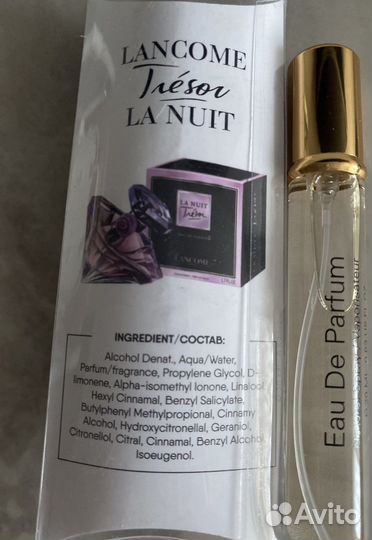 LANCOME
Trésor
LA NUIT
LA NUIT
Trésor
LANCOME
INGREDIENT/СОСТАВ:
Alcohol Denat., Aqua/Water,
Parfum/fragrance, Propylene Glycol, D-
limonene, Alpha-isomethyl Ionone, Linalool
Hexyl Cinnamal, Benzyl Salicylate,
Butylphenyl Methylpropional, Cinnamy
Alcohol, Hydroxycitronellal, Geraniol,
Citronellol, Citral, Cinnamal, Benzyl Alcohol
Isoeugenol.
Eau De Parfum
Vaporisateur
Avito